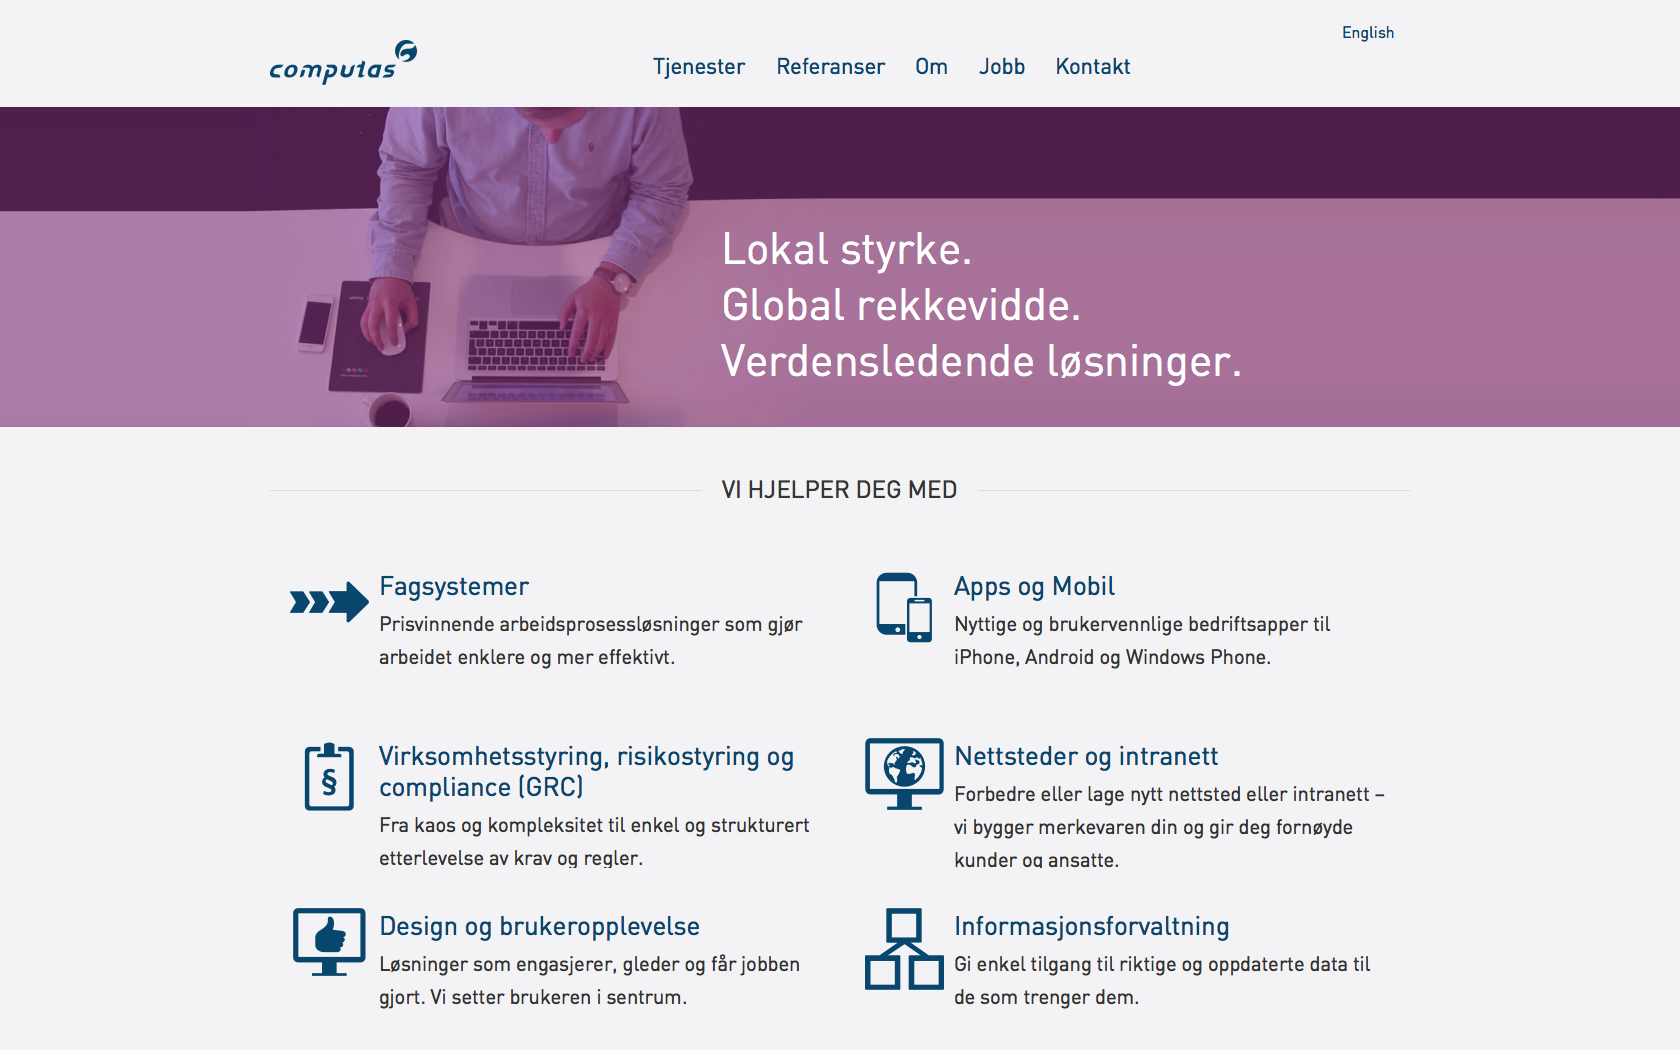 English
computas
Tjenester Referanser Om Jobb Kontakt
Lokal styrke.
Global rekkevidde.
Verdensledende løsninger.
VI HJELPER DEG MED
Fagsystemer
Prisvinnende arbeidsprosessløsninger som gjør
arbeidet enklere og mer effektivt.
Apps og Mobil
Nyttige og brukervennlige bedriftsapper til
iPhone, Android og Windows Phone.
§
Virksomhetsstyring, risikostyring og
compliance (GRC)
Fra kaos og kompleksitet til enkel og strukturert
etterlevelse av krav og regler.
Nettsteder og intranett
Forbedre eller lage nytt nettsted eller intranett –
vi bygger merkevaren din og gir deg fornøyde
kunder og ansatte.
Design og brukeropplevelse
Løsninger som engasjerer, gleder og får jobben
gjort. Vi setter brukeren i sentrum.
Informasjonsforvaltning
Gi enkel tilgang til riktige og oppdaterte data til
de som trenger dem.